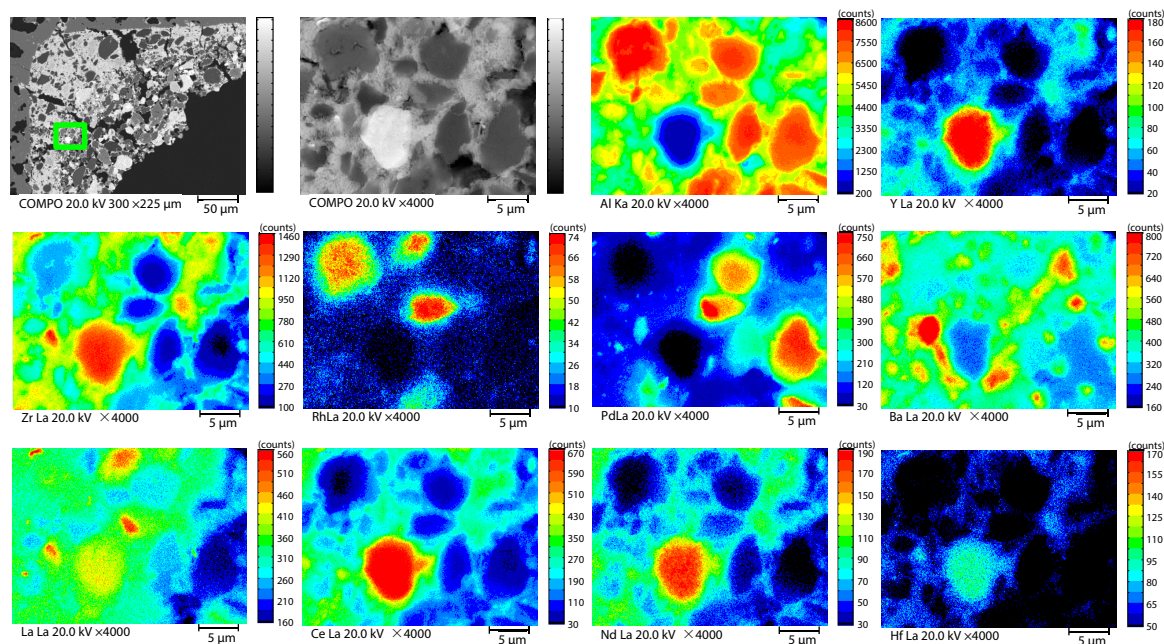 (counts) (counts)
8600 180
7550 160
6500 140
5450 120
4400 100
3350 80
2300 60
1250 40
200 20
COMPO 20.0 kV 300 ×225 µm 50 µm COMPO 20.0 kV ×4000 5 µm Al Ka 20.0 kV ×4000 5 µm Y La 20.0 kV ×4000 5 µm
(counts) (counts) (counts) (counts)
1460 74 750 800
1290 66 660 720
1120 58 570 640
950 50 480 560
780 42 390 480
610 34 300 400
440 26 210 320
270 18 120 240
100 10 30 160
Zr La 20.0 kV ×4000 5 µm RhLa 20.0 kV ×4000 5 µm PdLa 20.0 kV ×4000 5 µm Ba La 20.0 kV ×4000 5 µm
(counts) (counts) (counts) (counts)
560 670 190 170
510 590 170 155
460 510 150 140
410 430 130 125
360 350 110 110
310 270 90 95
260 190 70 80
210 110 50 65
160 30 30 50
La La 20.0 kV ×4000 5 µm Ce La 20.0 kV ×4000 5 µm Nd La 20.0 kV ×4000 5 µm Hf La 20.0 kV ×4000 5 µm